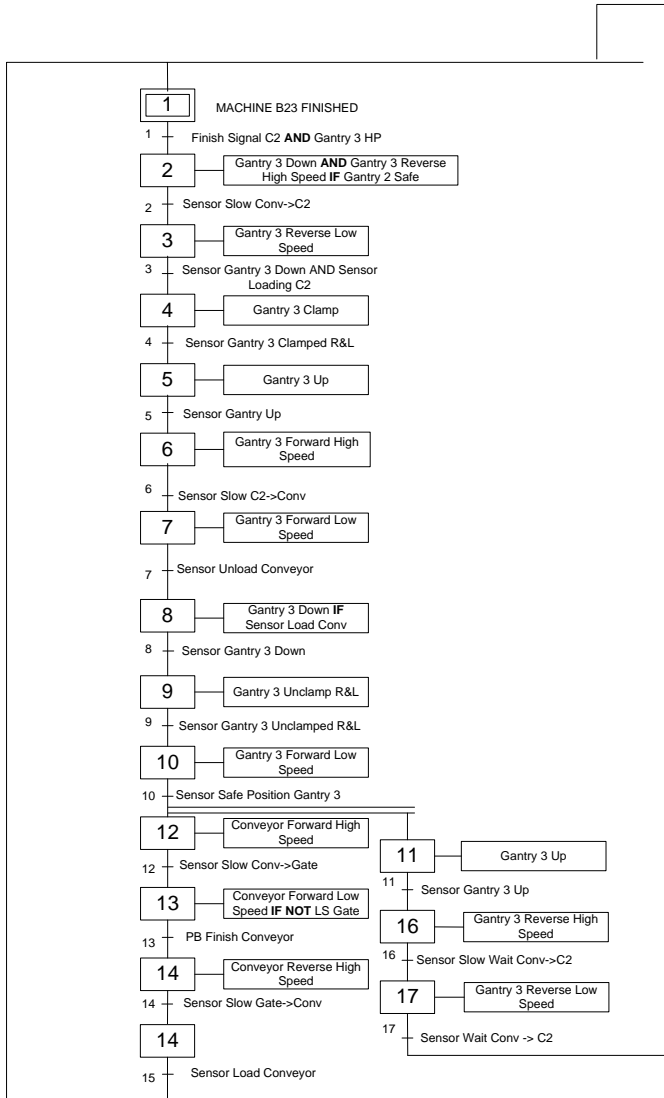 1
MACHINE B23 FINISHED
1
Finish Signal C2 AND Gantry 3 HP
2
Gantry 3 Down AND Gantry 3 Reverse
High Speed IF Gantry 2 Safe
2
Sensor Slow Conv->C2
3
Gantry 3 Reverse Low
Speed
3
Sensor Gantry 3 Down AND Sensor
Loading C2
4
Gantry 3 Clamp
4
Sensor Gantry 3 Clamped R&L
5
Gantry 3 Up
5
Sensor Gantry Up
6
Gantry 3 Forward High
Speed
6
Sensor Slow C2->Conv
7
Gantry 3 Forward Low
Speed
7
Sensor Unload Conveyor
8
Gantry 3 Down IF
Sensor Load Conv
8
Sensor Gantry 3 Down
9
Gantry 3 Unclamp R&L
9
Sensor Gantry 3 Unclamped R&L
10
Gantry 3 Forward Low
Speed
10
Sensor Safe Position Gantry 3
12
Conveyor Forward High
Speed
12
Sensor Slow Conv->Gate
13
Conveyor Forward Low
Speed IF NOT LS Gate
13
PB Finish Conveyor
14
Conveyor Reverse High
Speed
14
Sensor Slow Gate->Conv
14
15
Sensor Load Conveyor
11
Gantry 3 Up
11
Sensor Gantry 3 Up
16
Gantry 3 Reverse High
Speed
16
Sensor Slow Wait Conv->C2
17
Gantry 3 Reverse Low
Speed
17
Sensor Wait Conv -> C2